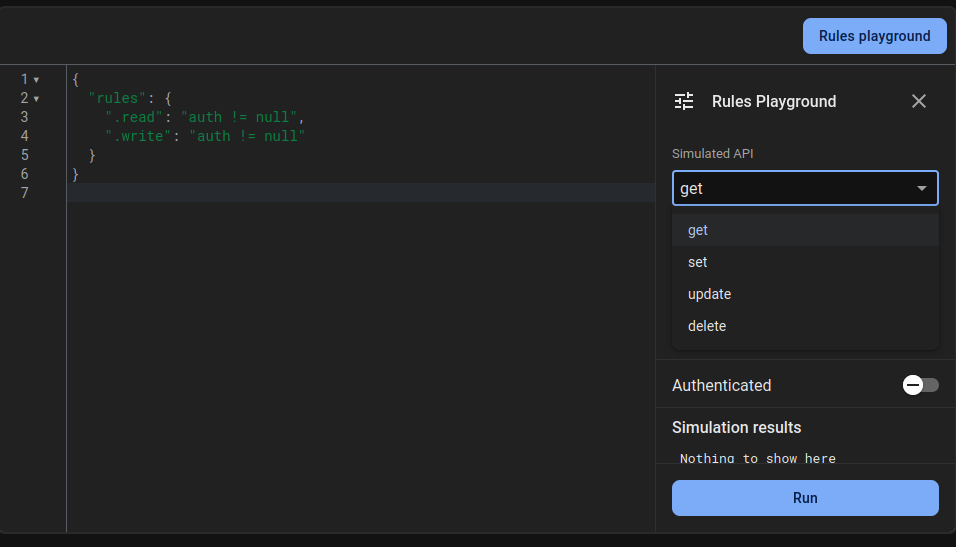 Rules playground
1 {
2   "rules": {
3     ".read": "auth != null",
4     ".write": "auth != null"
5   }
6 }
7
Rules Playground
Simulated API
get
get
set
update
delete
Authenticated
Simulation results
Nothing to show here
Run